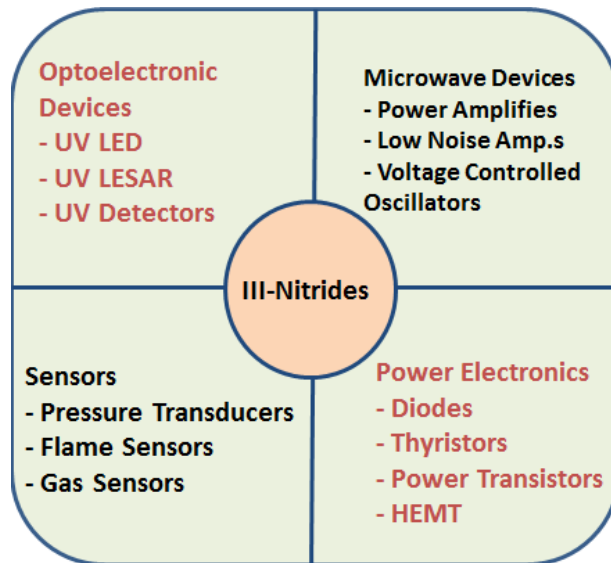 Optoelectronic
Devices
- UV LED
- UV LESAR
- UV Detectors
Microwave Devices
- Power Amplifies
- Low Noise Amp.s
- Voltage Controlled
Oscillators
III-Nitrides
Sensors
- Pressure Transducers
- Flame Sensors
- Gas Sensors
Power Electronics
- Diodes
- Thyristors
- Power Transistors
- HEMT